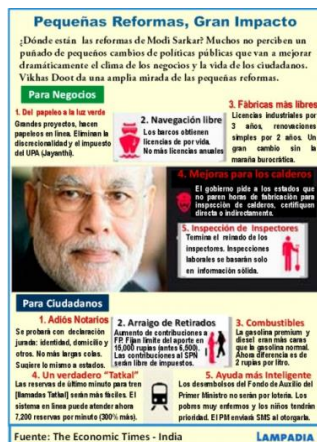 Pequeñas Reformas, Gran Impacto
¿Dónde están las reformas de Modi Sarkar? Muchos no perciben un
puñado de pequeños cambios de políticas públicas que van a mejorar
dramáticamente el clima de los negocios y la vida de los ciudadanos.
Vikhas Doot da una amplia mirada de las pequeñas reformas.
Para Negocios
1. Del papeleo a la luz verde
Grandes proyectos, hacen
papeleos en línea. Eliminan la
discrecionalidad y el impuesto
del UPA (Jayanthi).
2. Navegación libre
Los barcos obtienen
licencias de por vida.
No más licencias anuales
3. Fábricas más libres
Licencias industriales por
3 años, renovaciones
simples por 2 años. Un
gran cambio sin la
maraña burocrática.
4. Mejoras para los calderos
El gobierno pide a los estados que
no paren horas de fabricación para
inspección de calderos, certifiquen
directa o indirectamente.
5. Inspección de Inspectores
Termina el reinado de los
inspectores. Inspecciones
laborales se basarán solo
en información sólida.
Para Ciudadanos
1. Adiós Notarios
Se probará con declaración
jurada: identidad, domicilio y
otros. No más largas colas.
Sugiere lo mismo a estados.
2. Arraigo de Retirados
Aumento de contribuciones a
FP. Fijan límite del aporte en
15,000 rupias (antes 6,500).
Las contribuciones al SPN
serán libre de impuestos.
3. Combustibles
La gasolina premium y
diesel eran más caras
que la gasolina normal.
Ahora diferencia es de
2 rupias por litro.
4. Un verdadero "Tatkal"
Las reservas de último minuto para tren
(llamadas Tatkal) serán más fáciles. El
sistema en línea puede atender ahora
7,200 reservas por minuto (300% más).
5. Ayuda más Inteligente
Los desembolsos del Fondo de Auxilio del
Primer Ministro no serán por lotería. Los
pobres muy enfermos y los niños tendrán
prioridad. El PM enviará SMS al otorgarla.
Fuente: The Economic Times - India
LAMPADIA